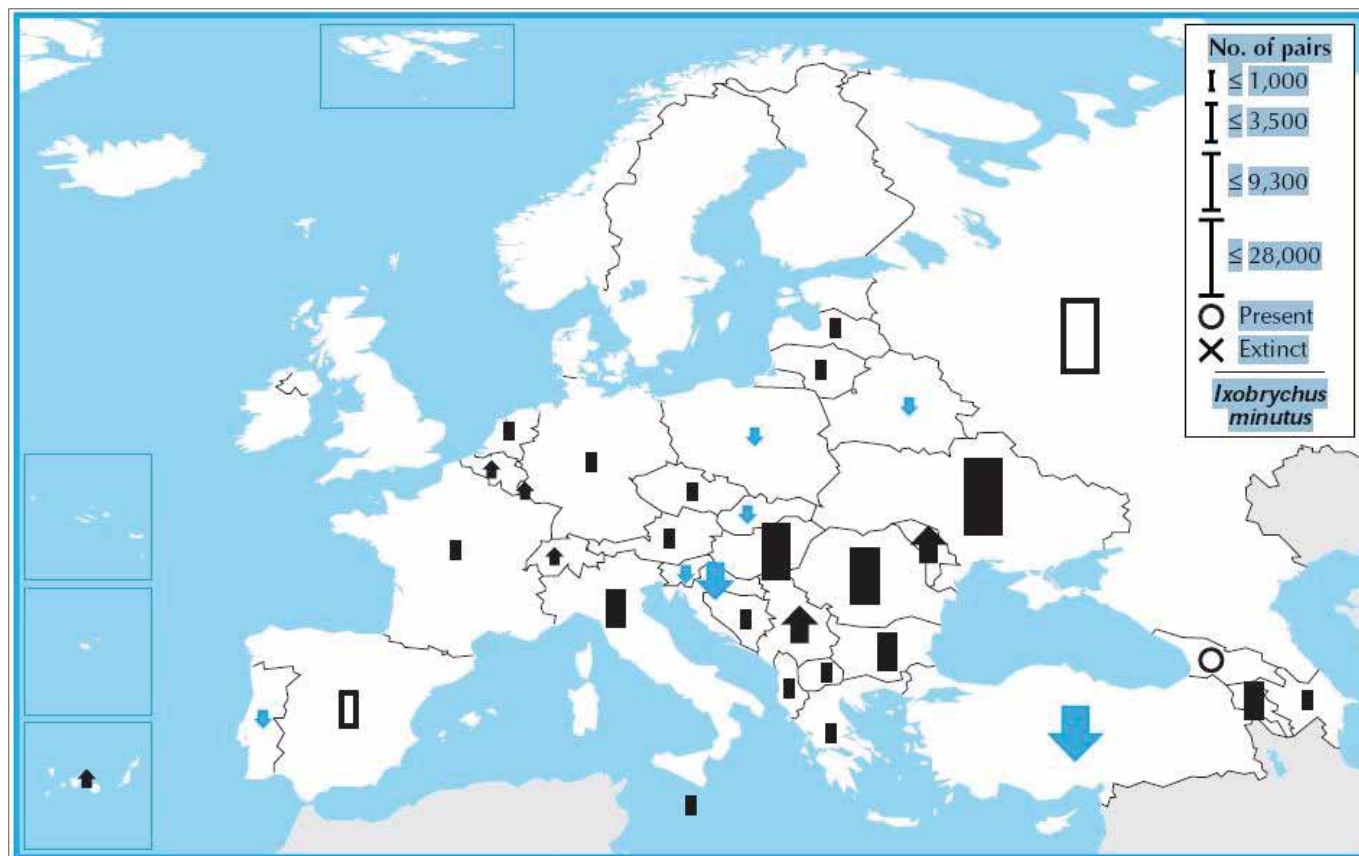 No. of pairs
≤ 1,000
≤ 3,500
≤ 9,300
≤ 28,000
Present
Extinct
Ixobrychus
minutus